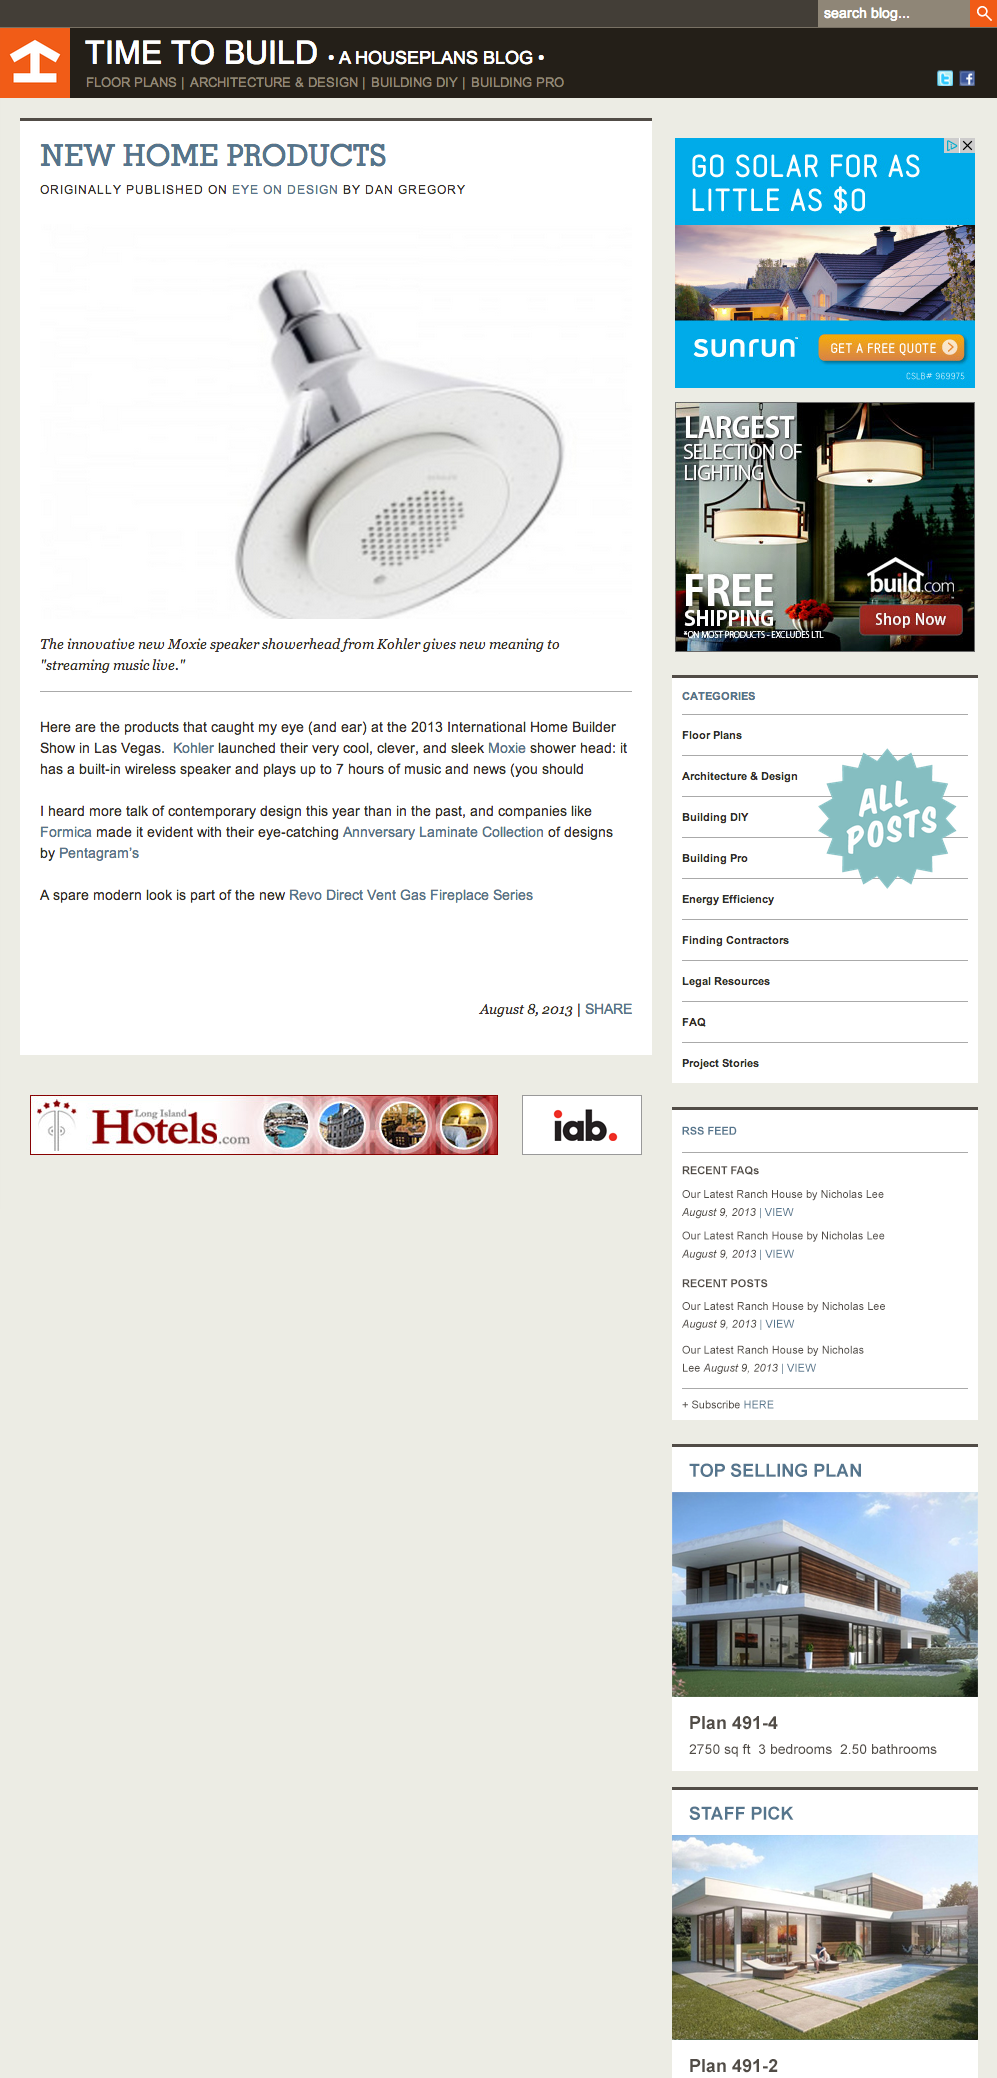 search blog...
TIME TO BUILD • A HOUSEPLANS BLOG •
FLOOR PLANS | ARCHITECTURE & DESIGN | BUILDING DIY | BUILDING PRO
NEW HOME PRODUCTS
ORIGINALLY PUBLISHED ON EYE ON DESIGN BY DAN GREGORY
The innovative new Moxie speaker showerhead from Kohler gives new meaning to
"streaming music live."
Here are the products that caught my eye (and ear) at the 2013 International Home Builder
Show in Las Vegas. Kohler launched their very cool, clever, and sleek Moxie shower head: it
has a built-in wireless speaker and plays up to 7 hours of music and news (you should
I heard more talk of contemporary design this year than in the past, and companies like
Formica made it evident with their eye-catching Annversary Laminate Collection of designs
by Pentagram's
A spare modern look is part of the new Revo Direct Vent Gas Fireplace Series
August 8, 2013 | SHARE
Long Island
Hotels.com
iab.
GO SOLAR FOR AS
LITTLE AS $0
sunrun
GET A FREE QUOTE
CSLB# 969975
LARGEST
SELECTION OF
LIGHTING
FREE
SHIPPING
*ON MOST PRODUCTS - EXCLUDES LTL
build.com
Shop Now
CATEGORIES
Floor Plans
Architecture & Design
Building DIY
Building Pro
Energy Efficiency
Finding Contractors
Legal Resources
FAQ
Project Stories
ALL
POSTS
RSS FEED
RECENT FAQs
Our Latest Ranch House by Nicholas Lee
August 9, 2013 | VIEW
Our Latest Ranch House by Nicholas Lee
August 9, 2013 | VIEW
RECENT POSTS
Our Latest Ranch House by Nicholas Lee
August 9, 2013 | VIEW
Our Latest Ranch House by Nicholas
Lee August 9, 2013 | VIEW
+ Subscribe HERE
TOP SELLING PLAN
Plan 491-4
2750 sq ft 3 bedrooms 2.50 bathrooms
STAFF PICK
Plan 491-2